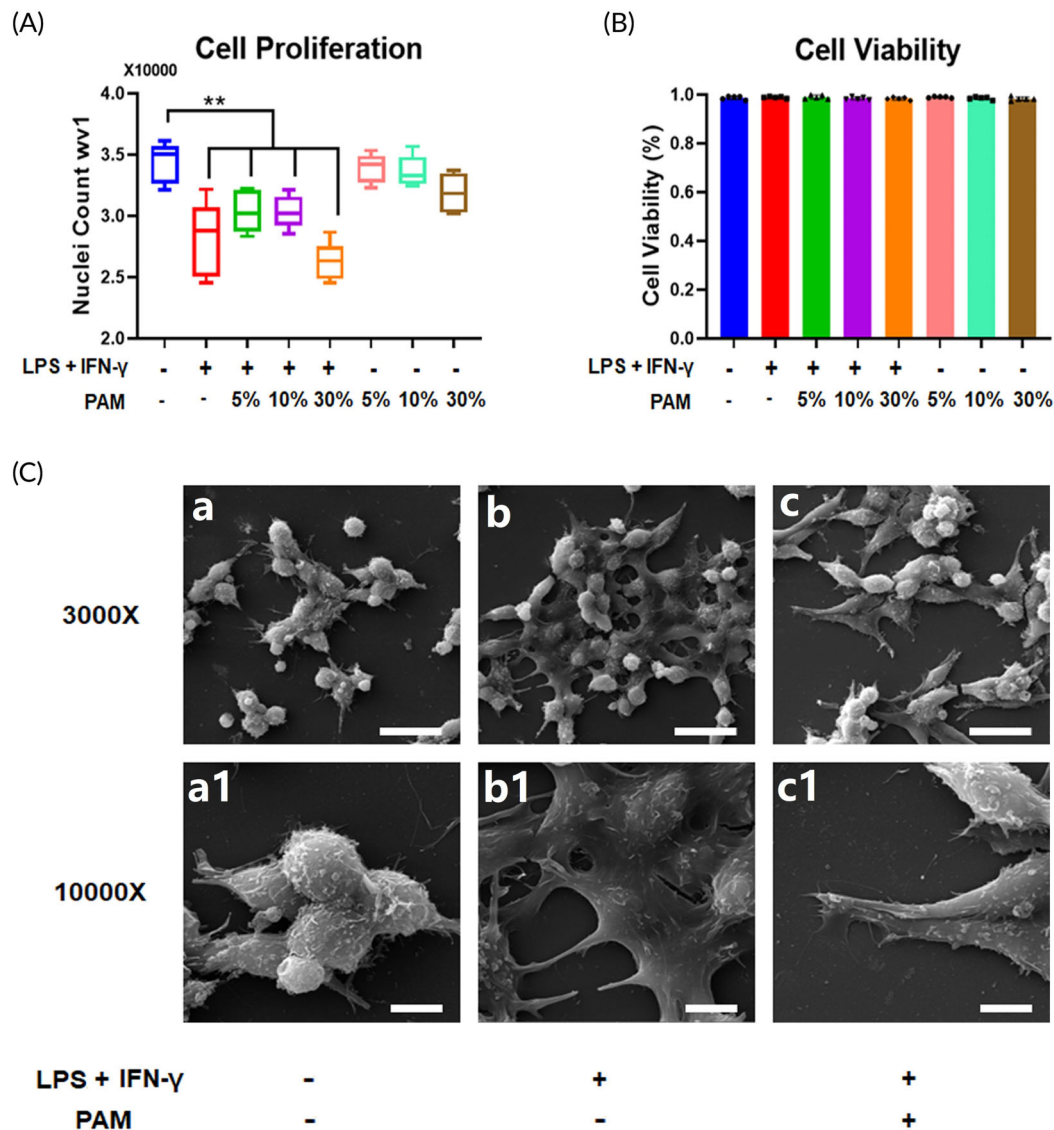 (A)
Cell Proliferation
X10000
Nuclei Count wv1
4.0
3.5
3.0
2.5
2.0
**
LPS + IFN-γ - + + + + - - -
PAM - - 5% 10% 30% 5% 10% 30%
(B)
Cell Viability
Cell Viability (%)
1.0
0.8
0.6
0.4
0.2
0.0
LPS + IFN-γ - + + + + - - -
PAM - - 5% 10% 30% 5% 10% 30%
(C)
a b c
3000X
a1 b1 c1
10000X
LPS + IFN-γ - + +
PAM - - +